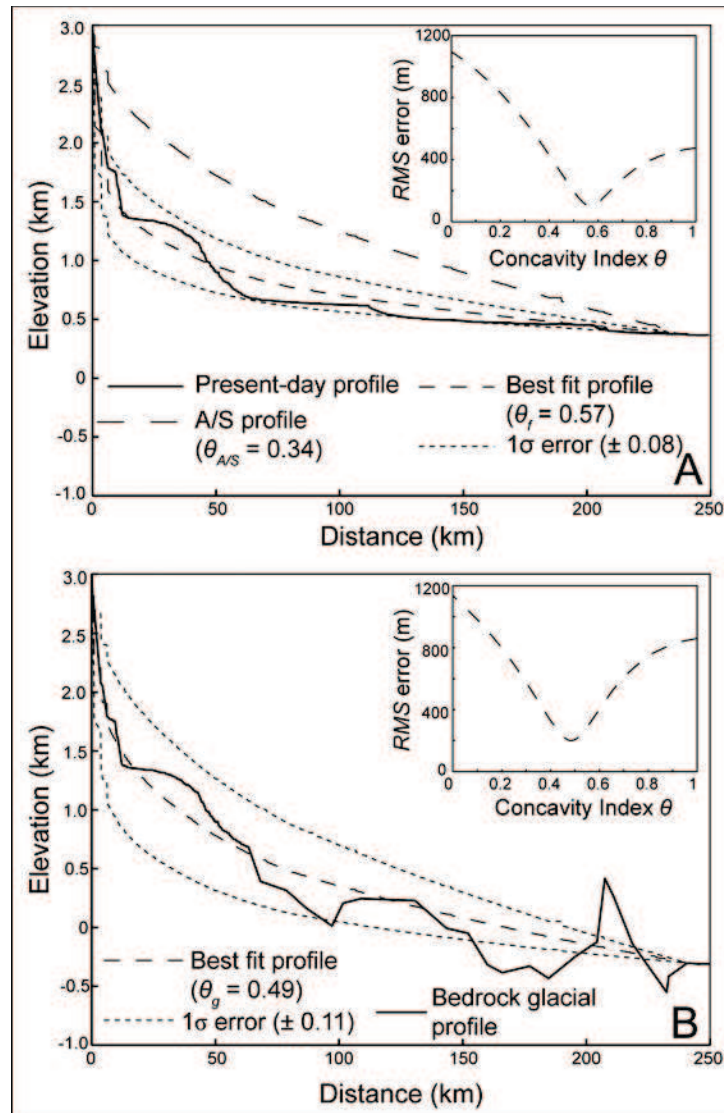 3.0
2.5
2.0
1.5
1.0
0.5
0
-0.5
-1.0
Elevation (km)
0
50
100
150
200
250
Distance (km)
1200
800
400
0
RMS error (m)
0
0.2
0.4
0.6
0.8
1
Concavity Index θ
Present-day profile
A/S profile
(θA/S = 0.34)
Best fit profile
(θf = 0.57)
1σ error (± 0.08)
A
3.0
2.5
2.0
1.5
1.0
0.5
0
-0.5
-1.0
Elevation (km)
0
50
100
150
200
250
Distance (km)
1200
800
400
0
RMS error (m)
0
0.2
0.4
0.6
0.8
1
Concavity Index θ
Best fit profile
(θg = 0.49)
1σ error (± 0.11)
Bedrock glacial
profile
B